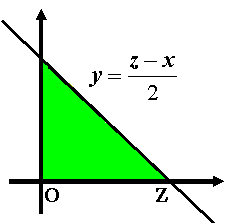 y = (z − x)/2
O Z